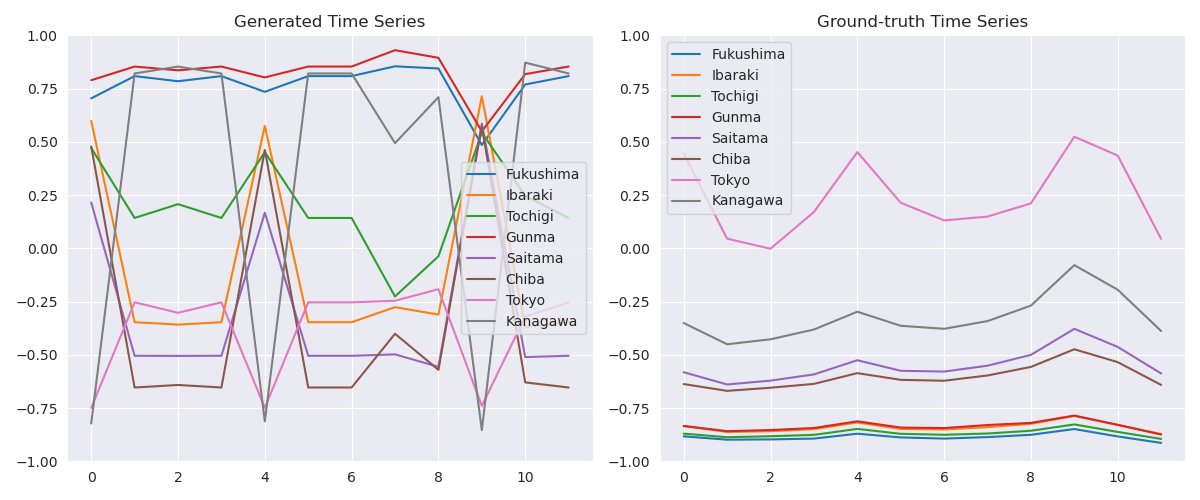 Generated Time Series
1.00
0.75
0.50
0.25
0.00
−0.25
−0.50
−0.75
−1.00
0
2
4
6
8
10
Fukushima
Ibaraki
Tochigi
Gunma
Saitama
Chiba
Tokyo
Kanagawa
Ground-truth Time Series
1.00
0.75
0.50
0.25
0.00
−0.25
−0.50
−0.75
−1.00
0
2
4
6
8
10
Fukushima
Ibaraki
Tochigi
Gunma
Saitama
Chiba
Tokyo
Kanagawa